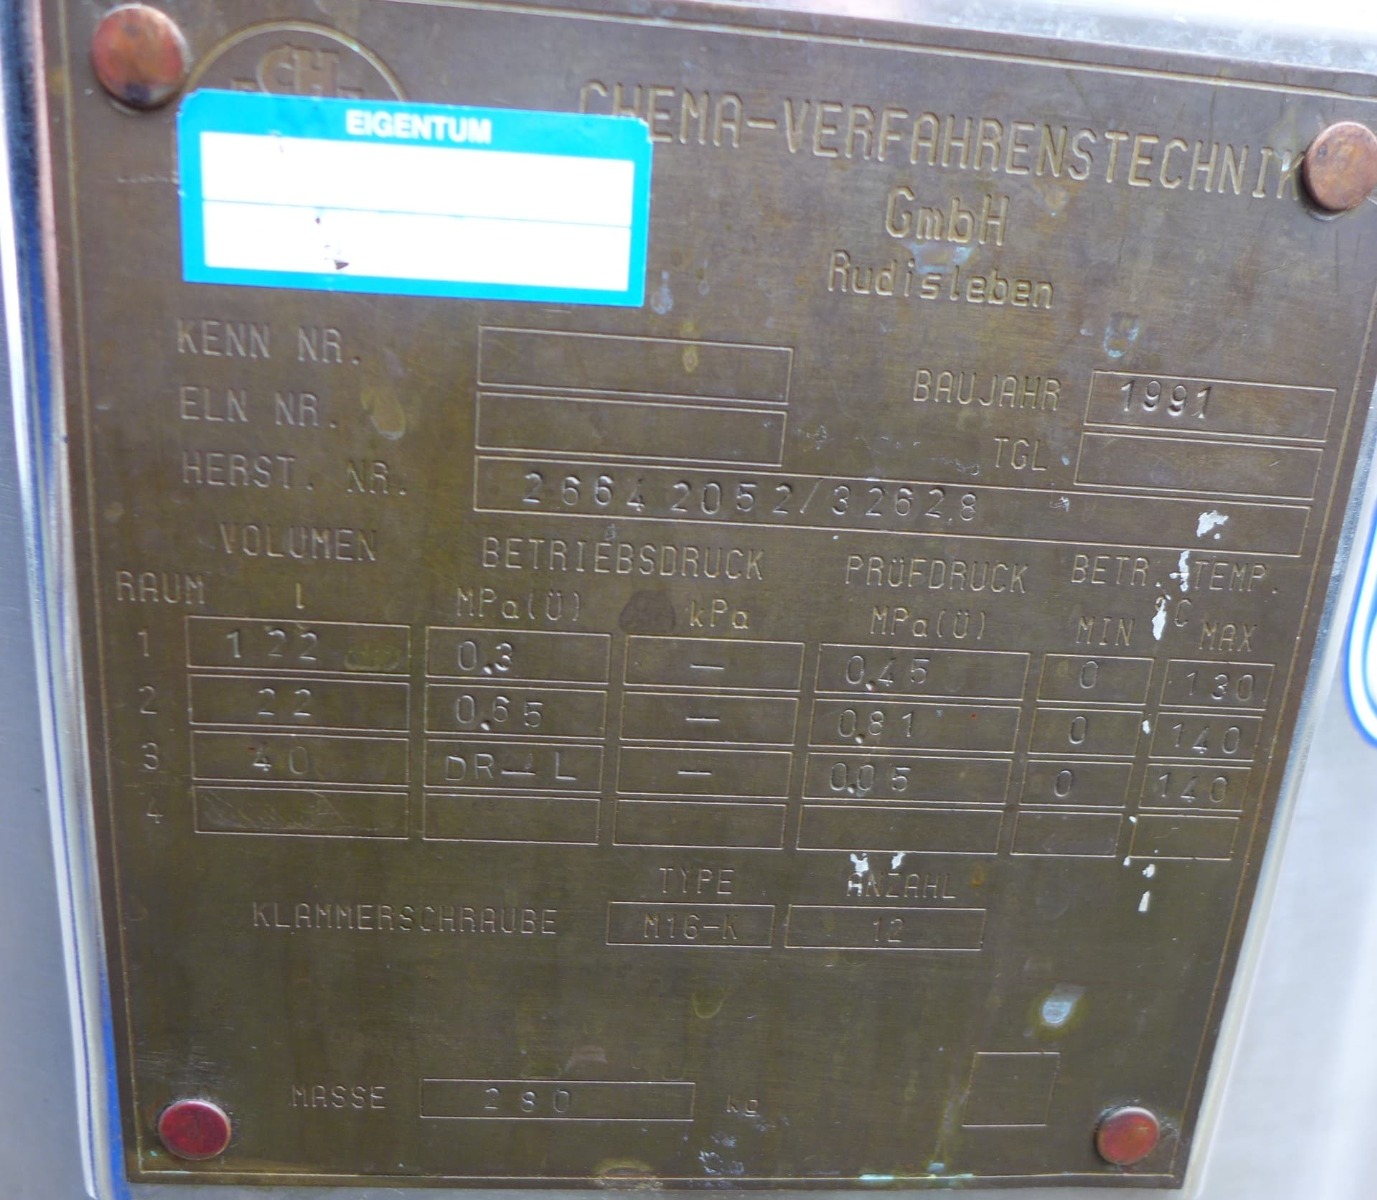 CH
EIGENTUM
CHEMA-VERFAHRENSTECHNIK
GmbH
Rudisleben
KENN NR.
BAUJAHR 1991
ELN NR.
TGL
HERST. NR. 26642052/32628
VOLUMEN BETRIEBSDRUCK PRÜFDRUCK BETR.-TEMP.
RAUM l MPa(Ü) kPa MPa(Ü) MIN °C MAX
1 122 0.3 — 0.45 0 130
2 22 0.65 — 0.81 0 140
3 40 DR—L — 0.05 0 140
4
TYPE ANZAHL
KLAMMERSCHRAUBE M16-K 12
MASSE 280 kg